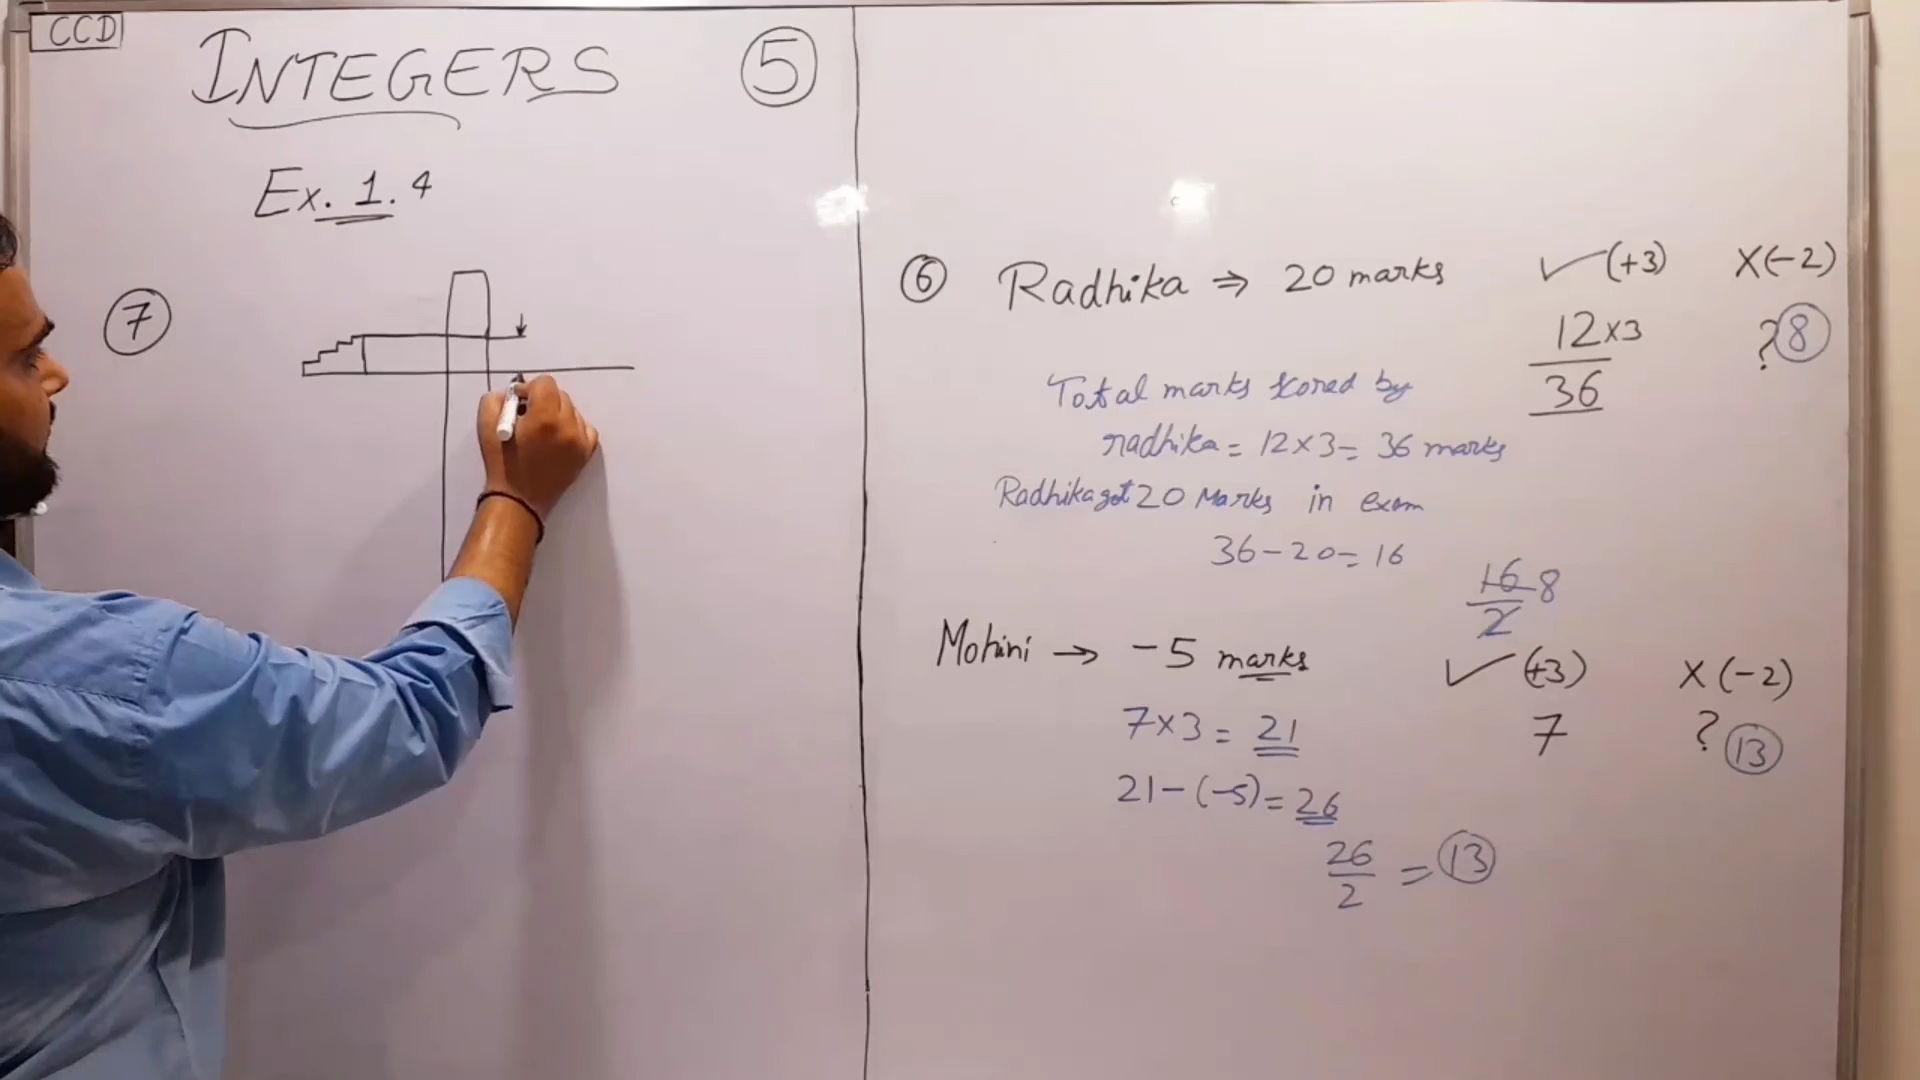 CCD
INTEGERS
5
Ex. 1.4
7
6 Radhika ⇒ 20 marks ✓(+3) X(-2)
12×3 ? 8
36
Total marks scored by
radhika = 12×3= 36 marks
Radhika got 20 Marks in exam
36-20=16
16 8
2
Mohini → -5 marks ✓(+3) X(-2)
7×3 = 21 7 ? 13
21-(-5)=26
26
2 = 13